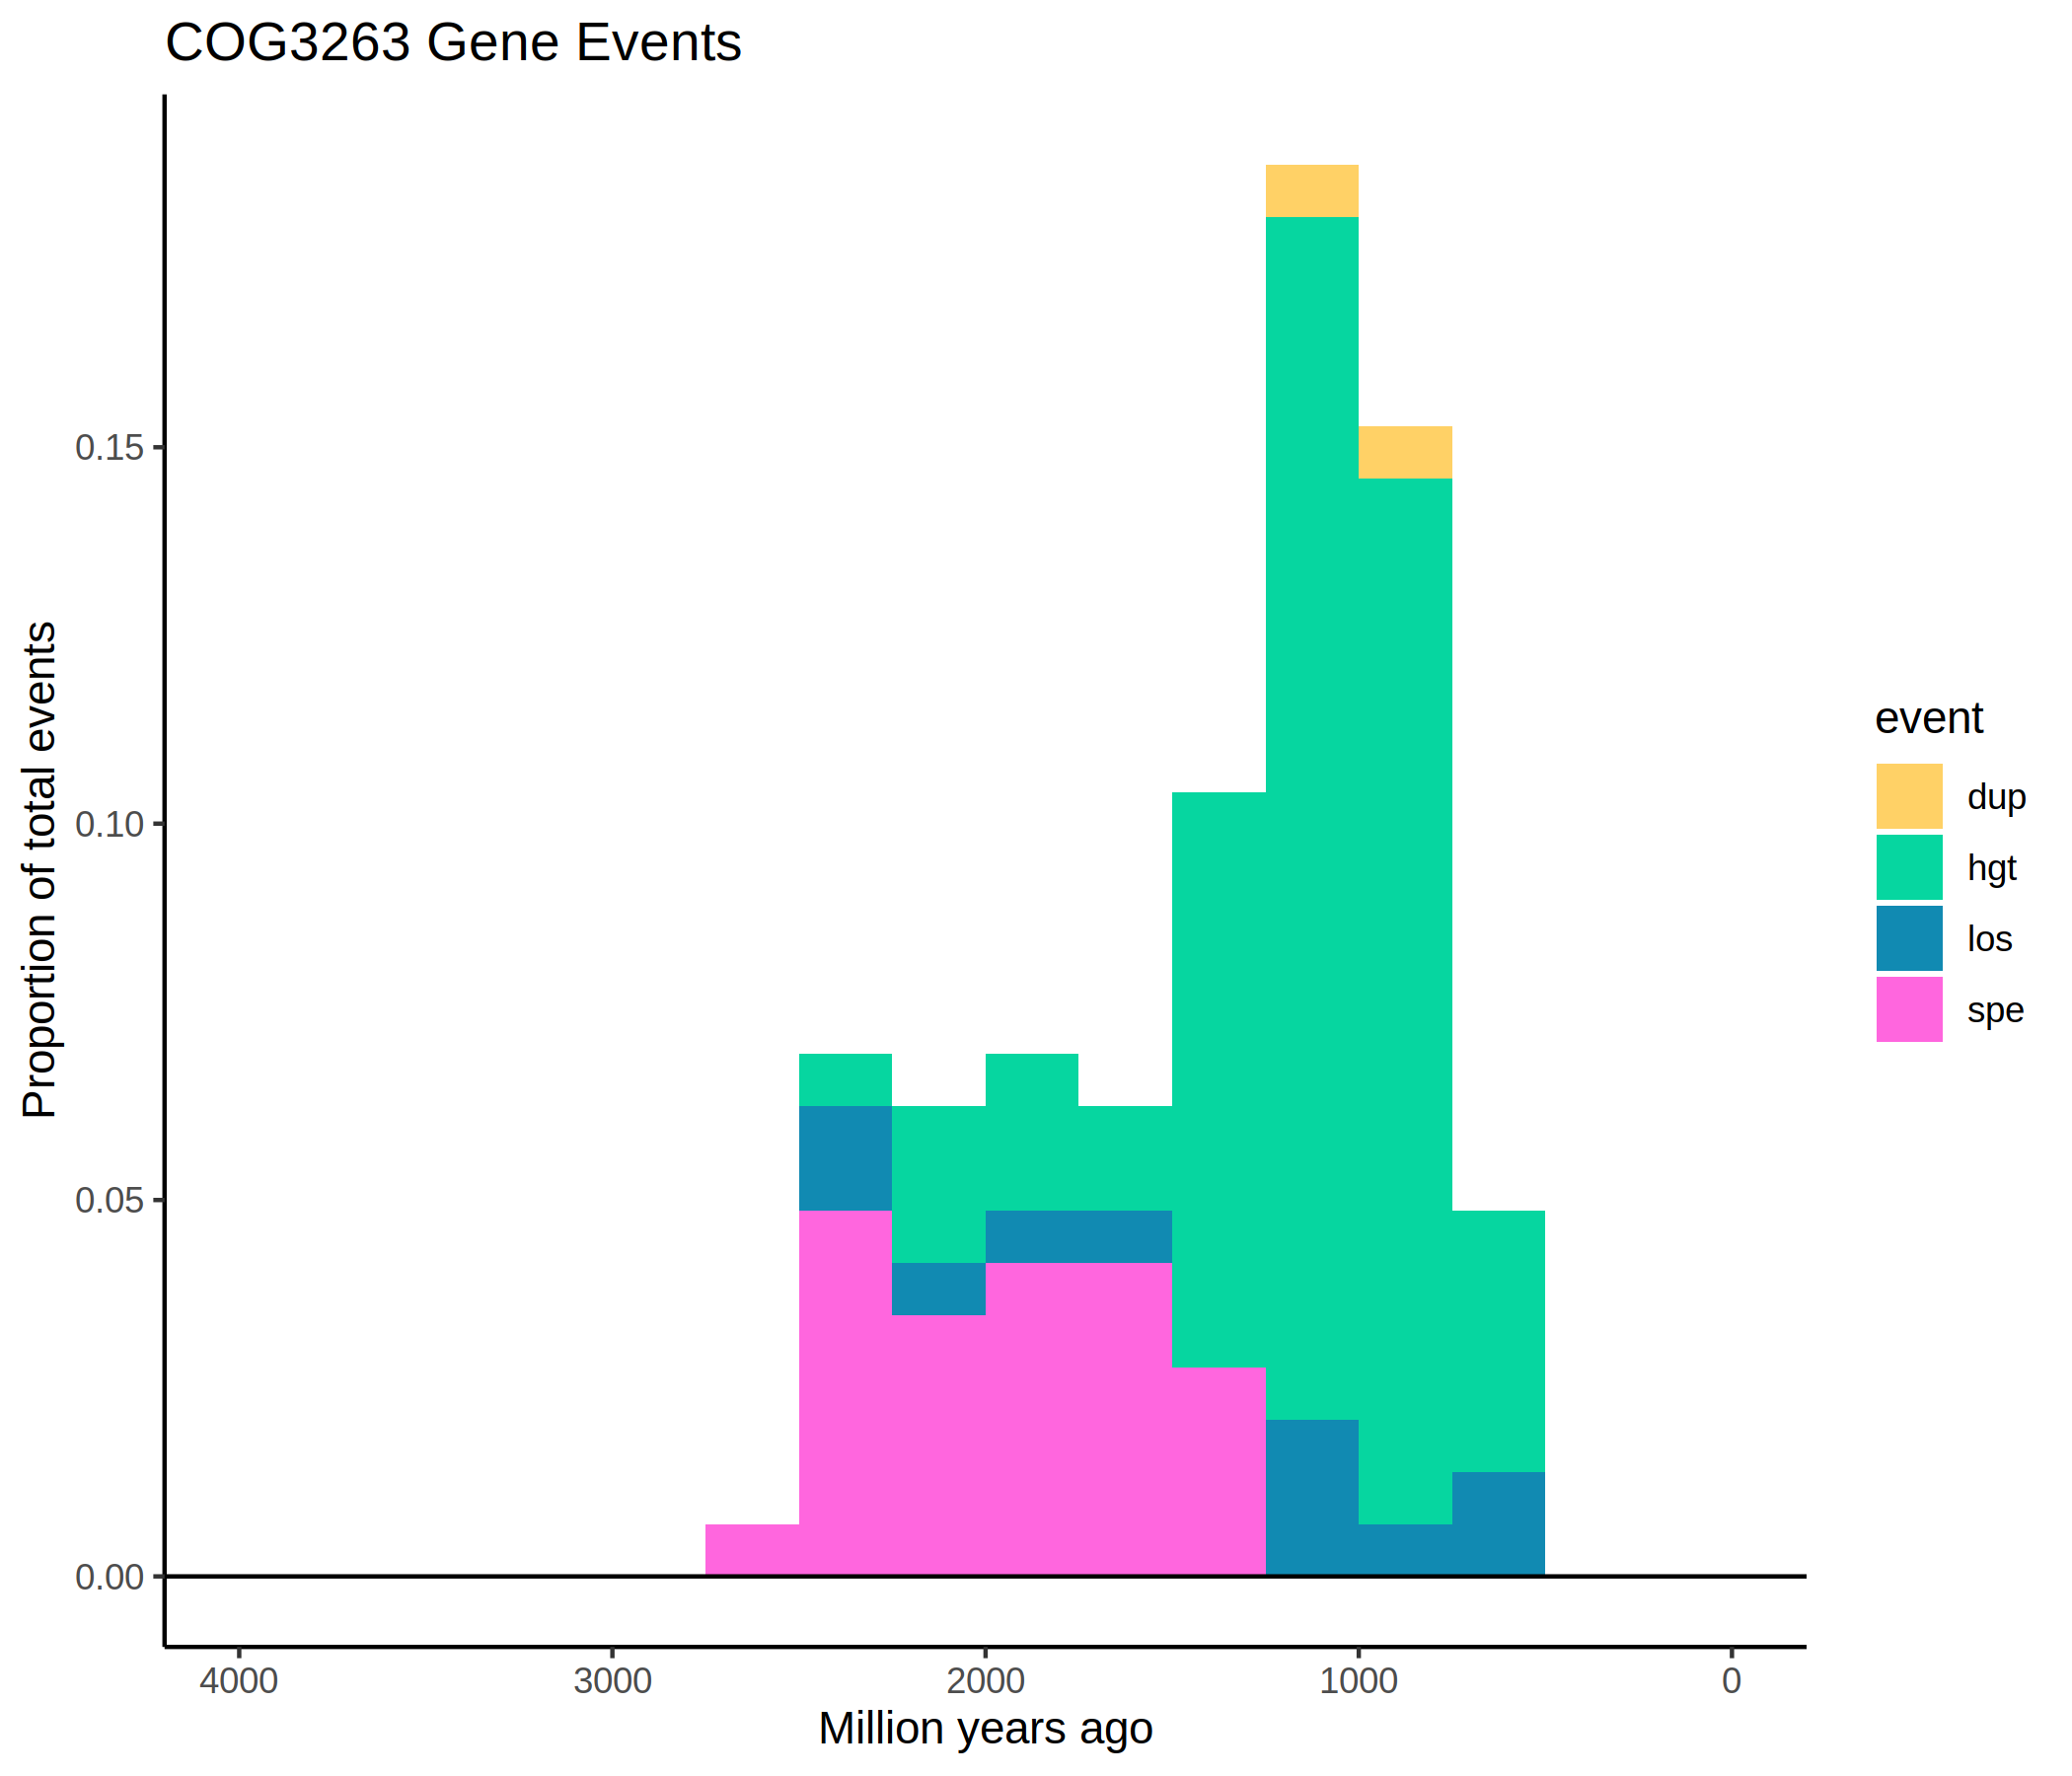 COG3263 Gene Events
Proportion of total events
0.15
0.10
0.05
0.00
4000 3000 2000 1000 0
Million years ago
event
dup
hgt
los
spe